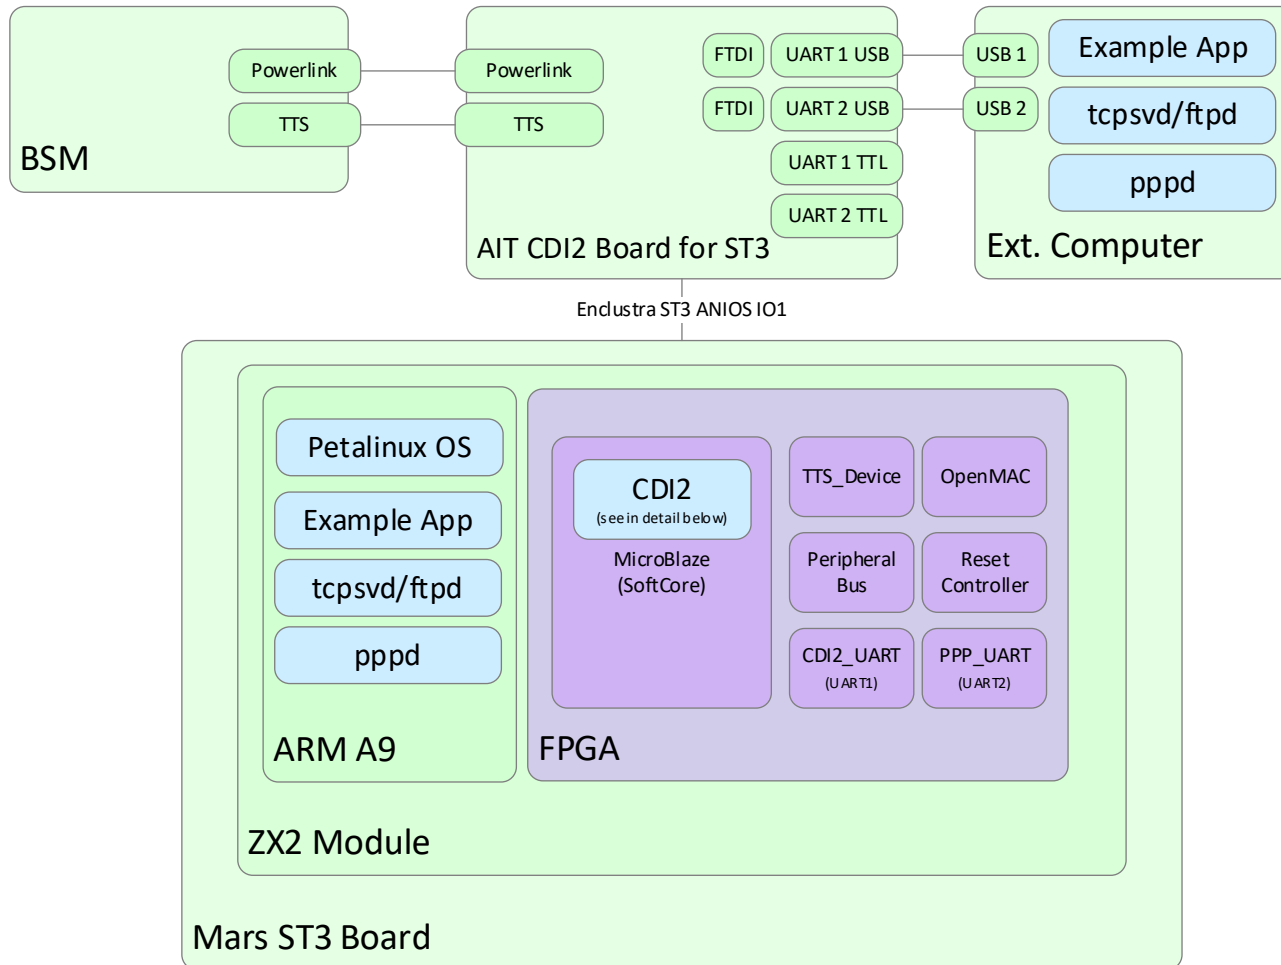 Powerlink
TTS
BSM
Powerlink
TTS
FTDI
UART 1 USB
FTDI
UART 2 USB
UART 1 TTL
UART 2 TTL
AIT CDI2 Board for ST3
USB 1
USB 2
Example App
tcpsvd/ftpd
pppd
Ext. Computer
Enclustra ST3 ANIOS IO1
Petalinux OS
Example App
tcpsvd/ftpd
pppd
ARM A9
CDI2
(see in detail below)
MicroBlaze
(SoftCore)
TTS_Device
OpenMAC
Peripheral
Bus
Reset
Controller
CDI2_UART
(UART1)
PPP_UART
(UART2)
FPGA
ZX2 Module
Mars ST3 Board